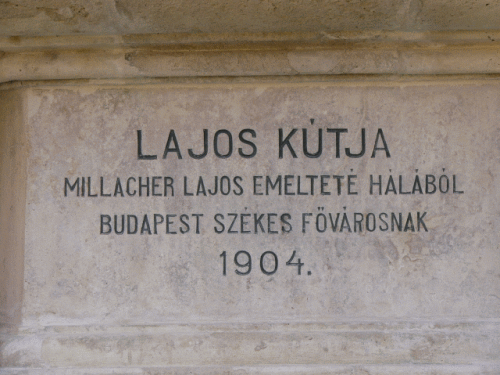 LAJOS KÚTJA
MILLACHER LAJOS EMELTETÉ HÁLÁBÓL
BUDAPEST SZÉKES FŐVÁROSNAK
1904.